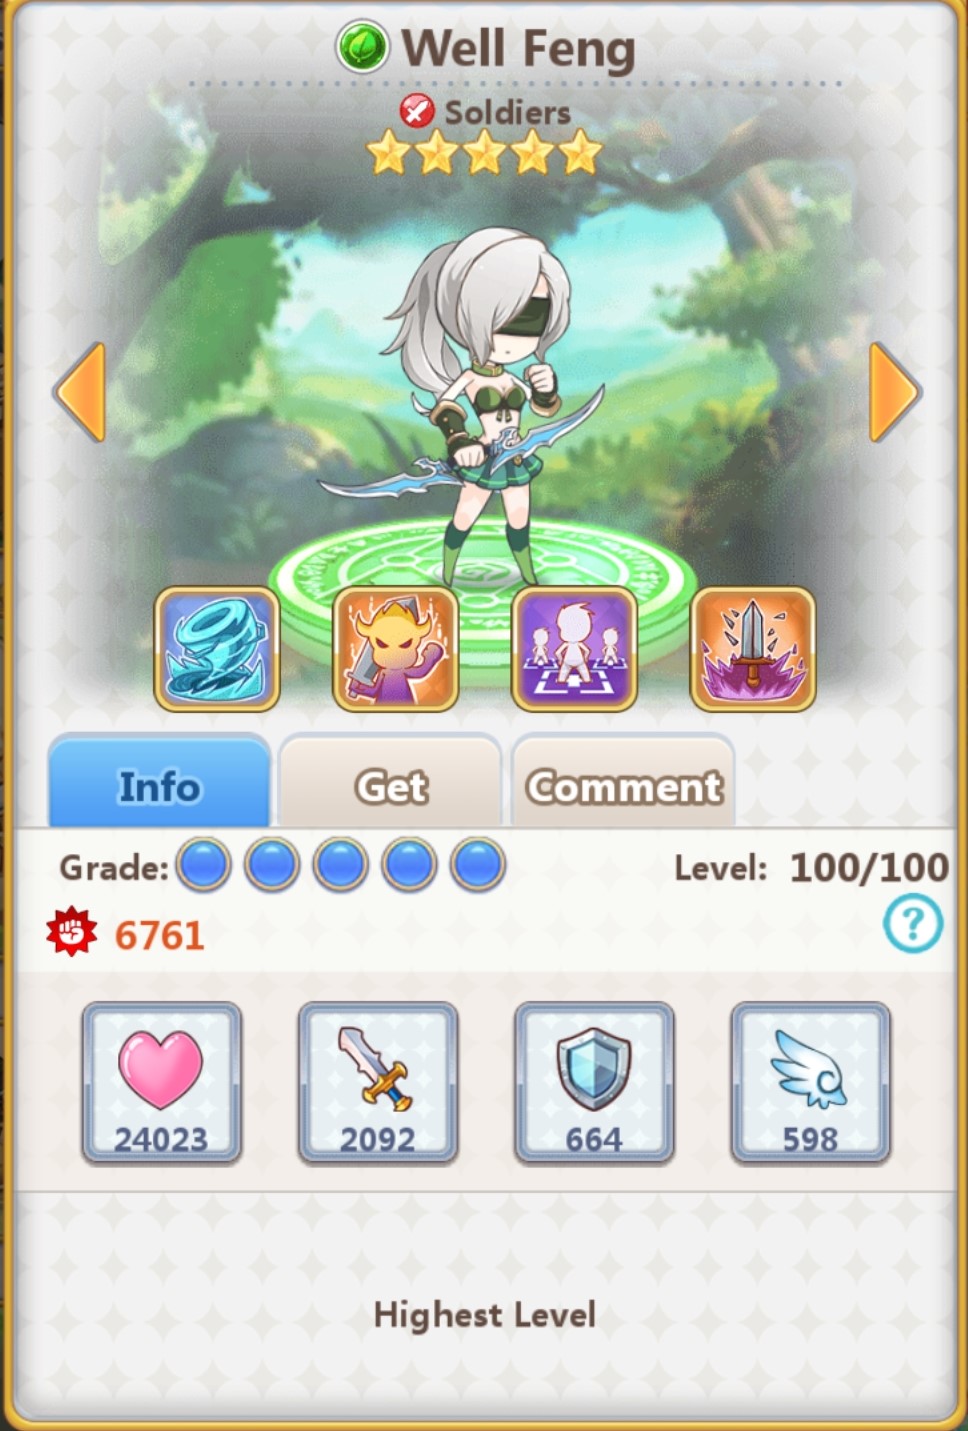 Well Feng
Soldiers
Info
Get
Comment
Grade:
Level: 100/100
6761
?
24023
2092
664
598
Highest Level